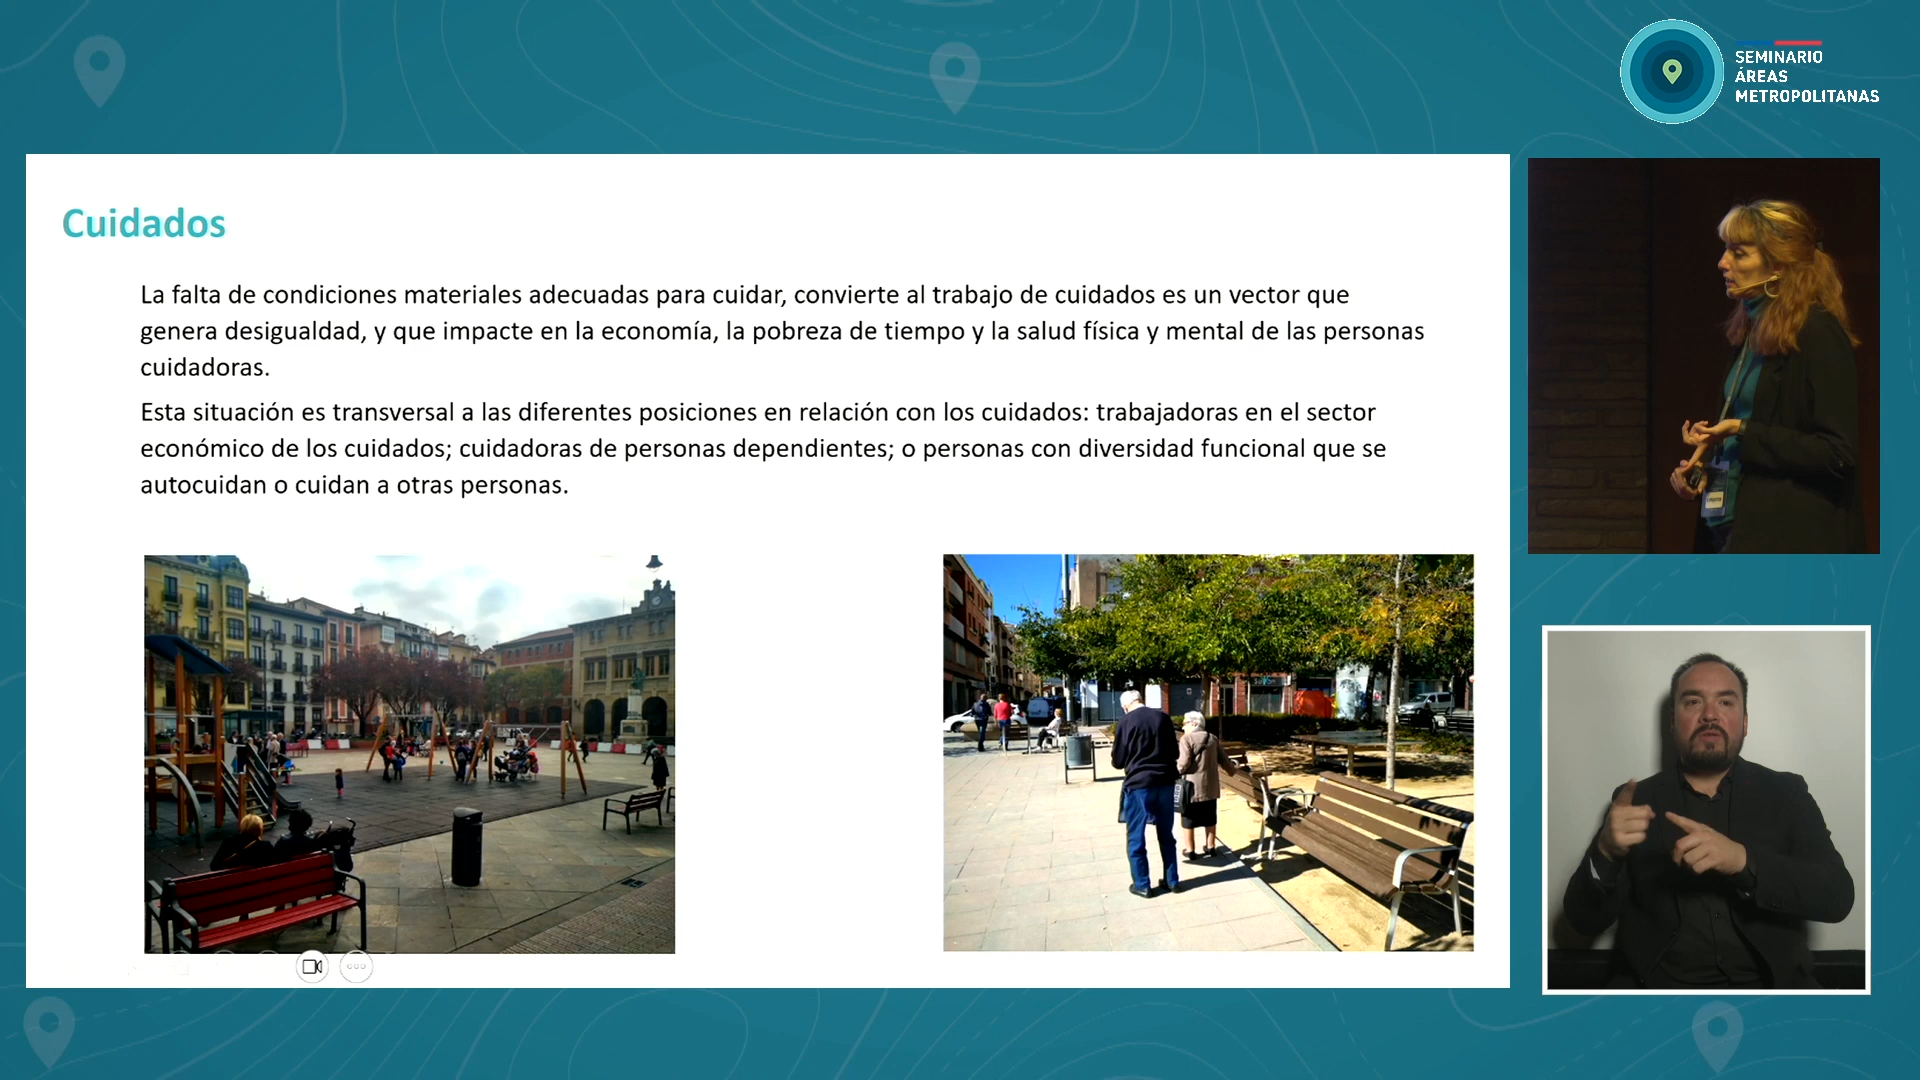 SEMINARIO
ÁREAS
METROPOLITANAS
Cuidados
La falta de condiciones materiales adecuadas para cuidar, convierte al trabajo de cuidados es un vector que
genera desigualdad, y que impacte en la economía, la pobreza de tiempo y la salud física y mental de las personas
cuidadoras.
Esta situación es transversal a las diferentes posiciones en relación con los cuidados: trabajadoras en el sector
económico de los cuidados; cuidadoras de personas dependientes; o personas con diversidad funcional que se
autocuidan o cuidan a otras personas.